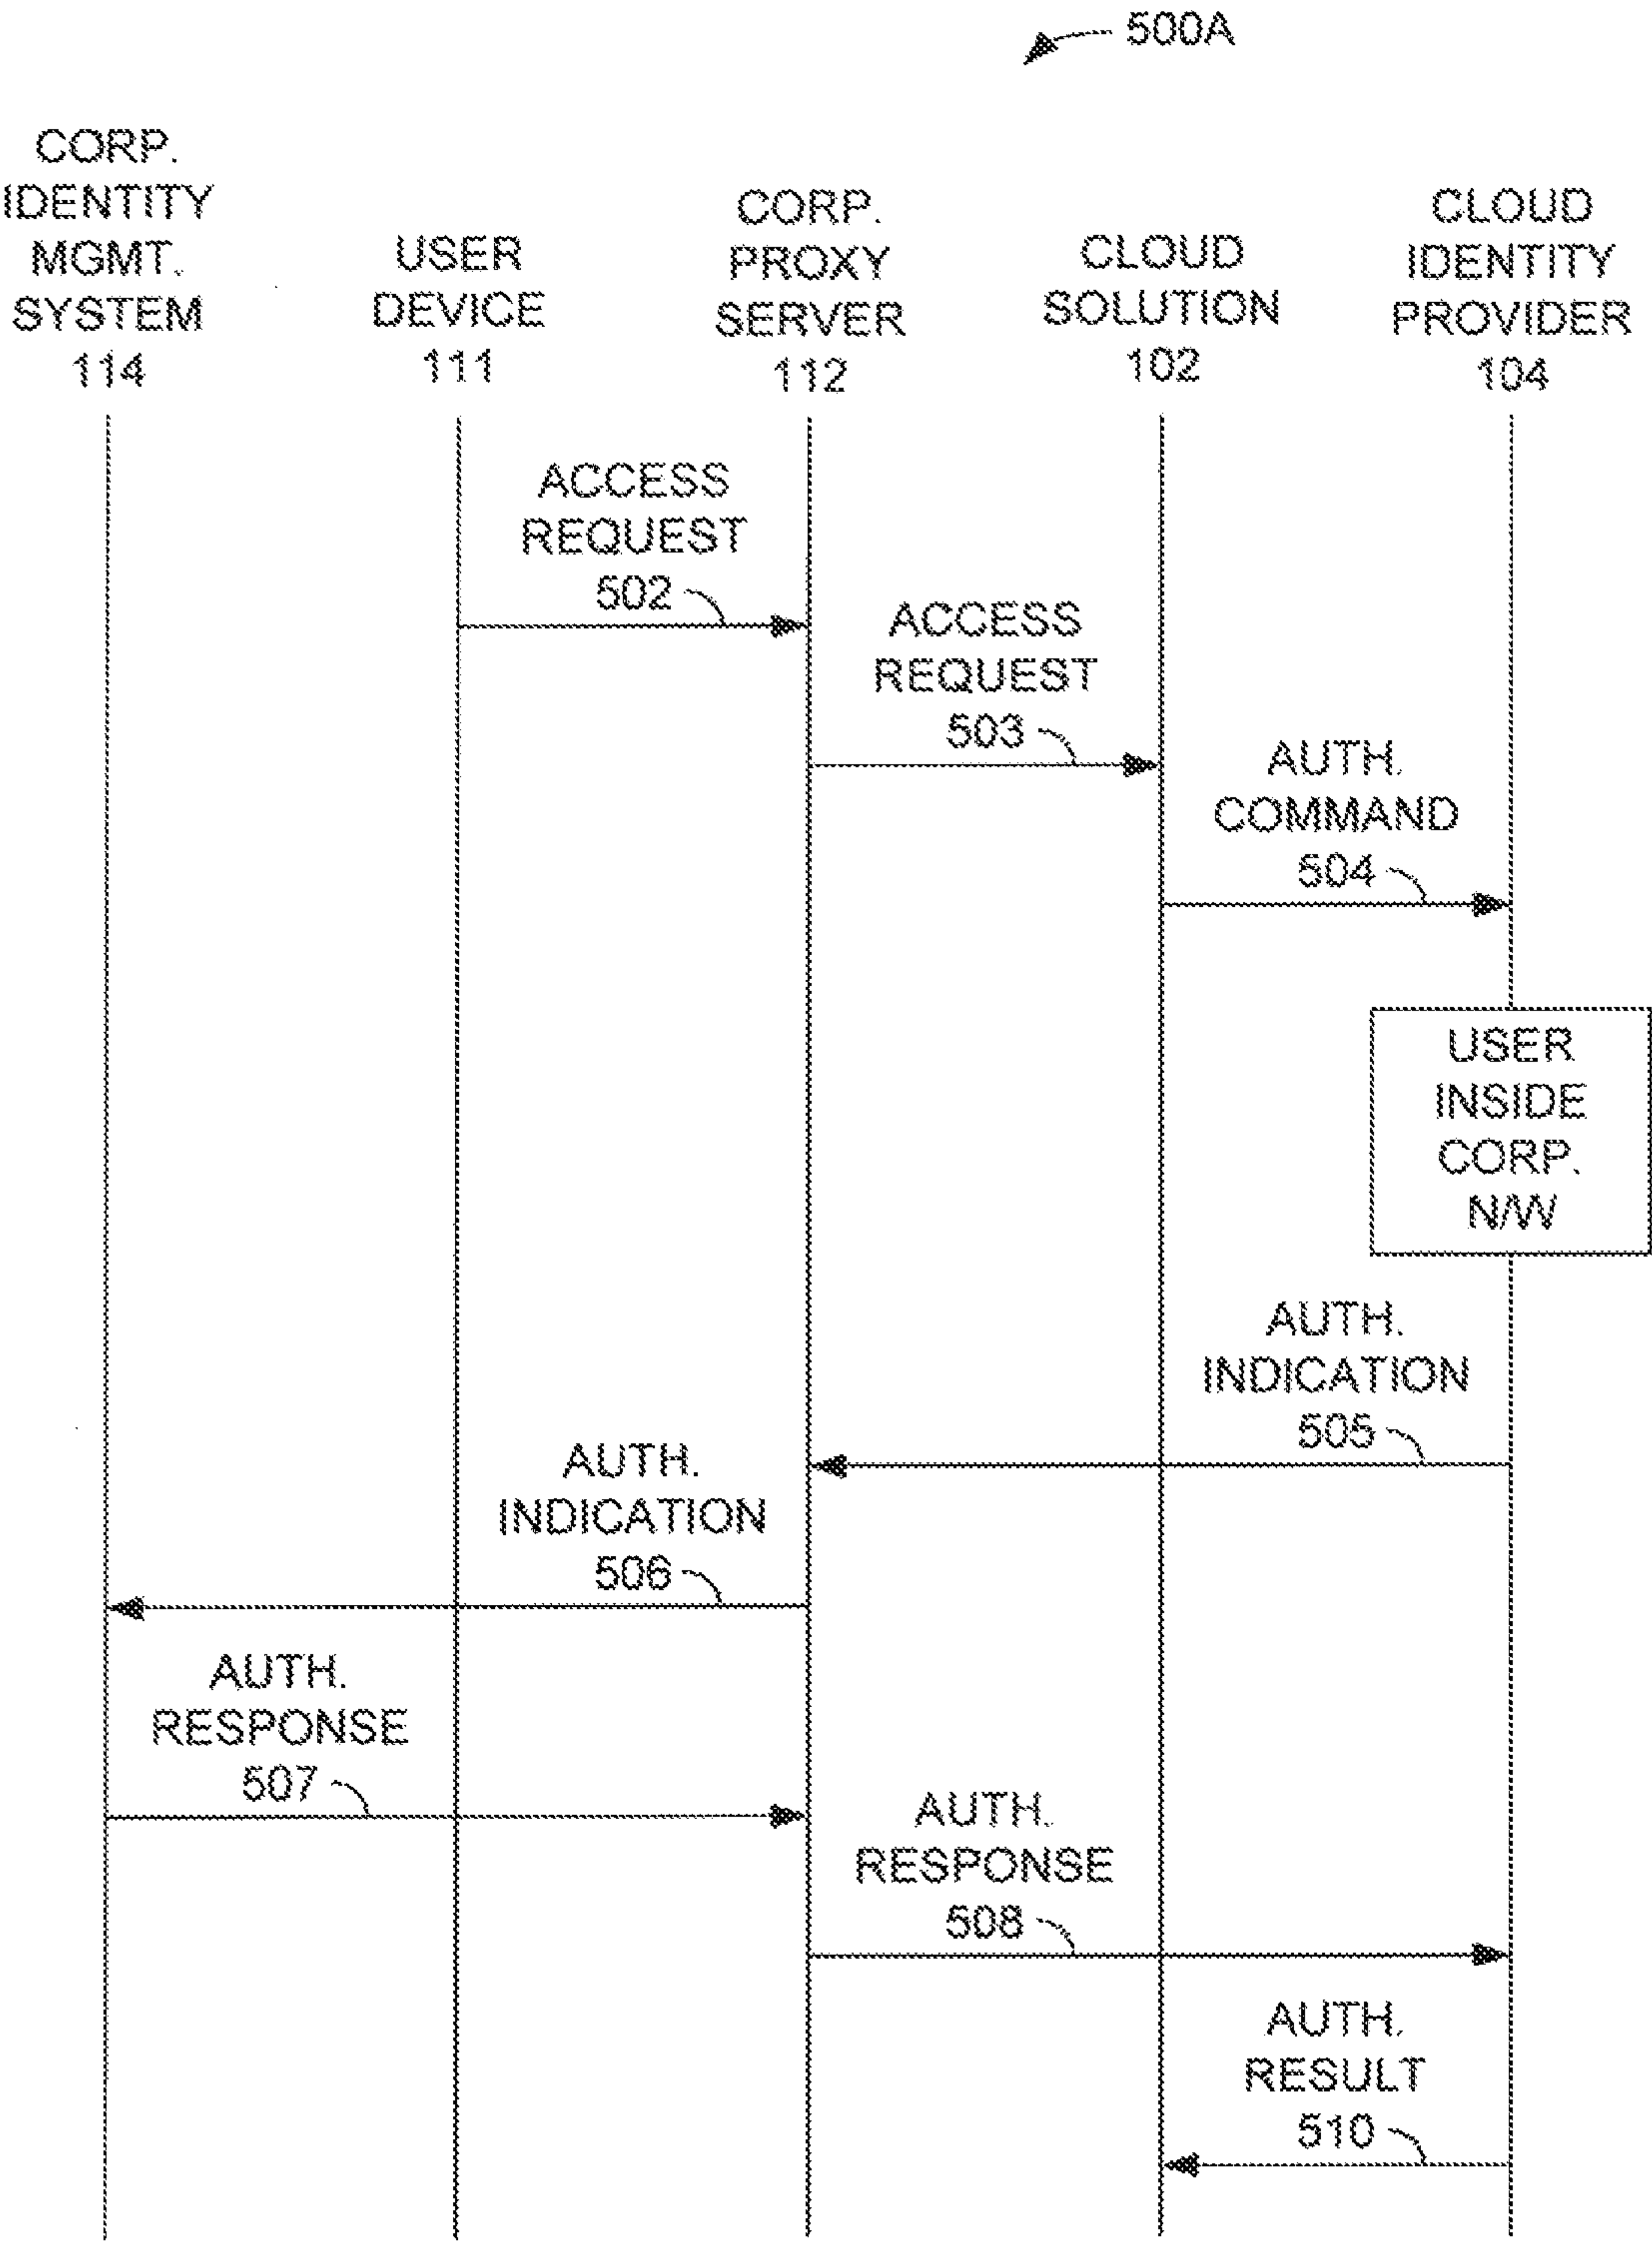 500A
CORP.
IDENTITY
MGMT.
SYSTEM
114
USER
DEVICE
111
CORP.
PROXY
SERVER
112
CLOUD
SOLUTION
102
CLOUD
IDENTITY
PROVIDER
104
ACCESS
REQUEST
502
ACCESS
REQUEST
503
AUTH.
COMMAND
504
USER
INSIDE
CORP.
N/W
AUTH.
INDICATION
505
AUTH.
INDICATION
506
AUTH.
RESPONSE
507
AUTH.
RESPONSE
508
AUTH.
RESULT
510